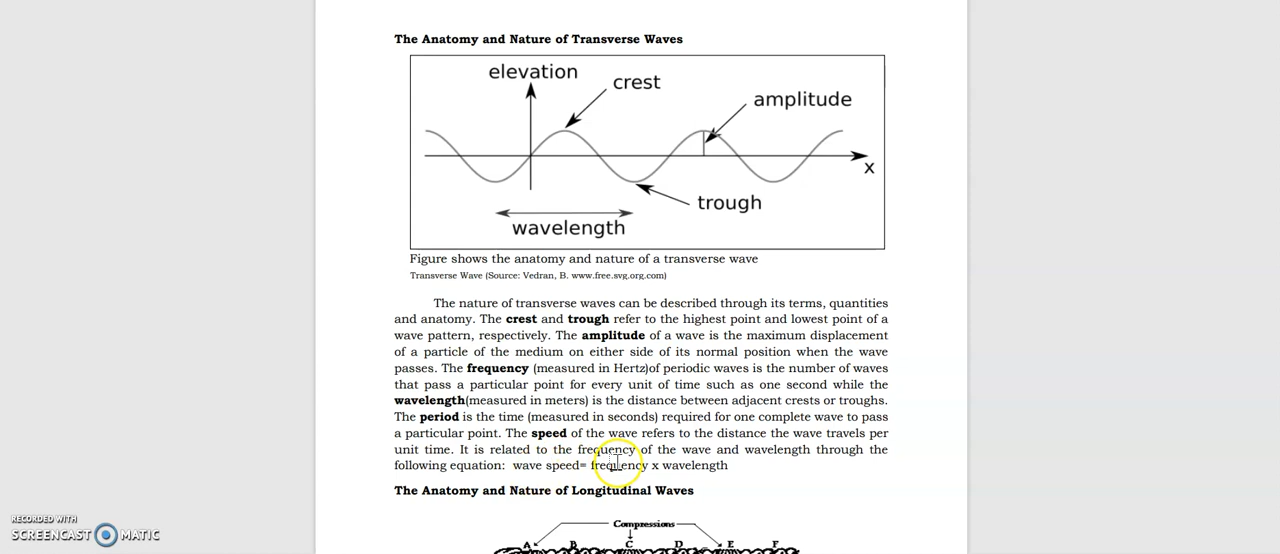 The Anatomy and Nature of Transverse Waves
elevation
crest
amplitude
x
trough
wavelength
Figure shows the anatomy and nature of a transverse wave
Transverse Wave (Source: Vedran, B. www.free.svg.org.com)
The nature of transverse waves can be described through its terms, quantities
and anatomy. The crest and trough refer to the highest point and lowest point of a
wave pattern, respectively. The amplitude of a wave is the maximum displacement
of a particle of the medium on either side of its normal position when the wave
passes. The frequency (measured in Hertz)of periodic waves is the number of waves
that pass a particular point for every unit of time such as one second while the
wavelength(measured in meters) is the distance between adjacent crests or troughs.
The period is the time (measured in seconds) required for one complete wave to pass
a particular point. The speed of the wave refers to the distance the wave travels per
unit time. It is related to the frequency of the wave and wavelength through the
following equation: wave speed= frequency x wavelength
The Anatomy and Nature of Longitudinal Waves
Compressions
A B C D E F
RECORDED WITH
SCREENCAST MATIC